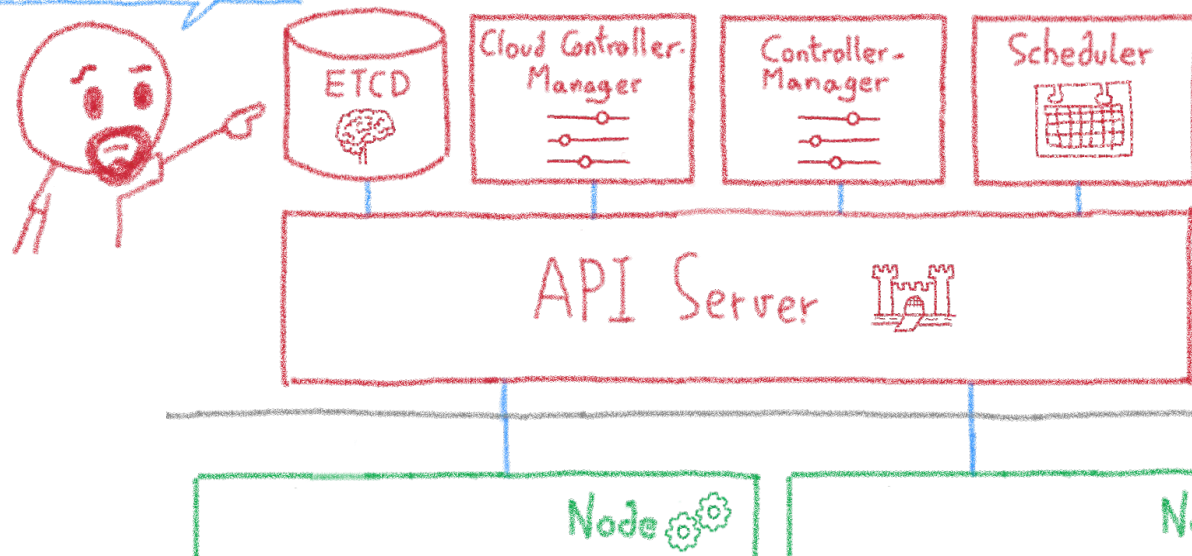 ETCD
Cloud Controller-
Manager
Controller-
Manager
Scheduler
API Server
Node